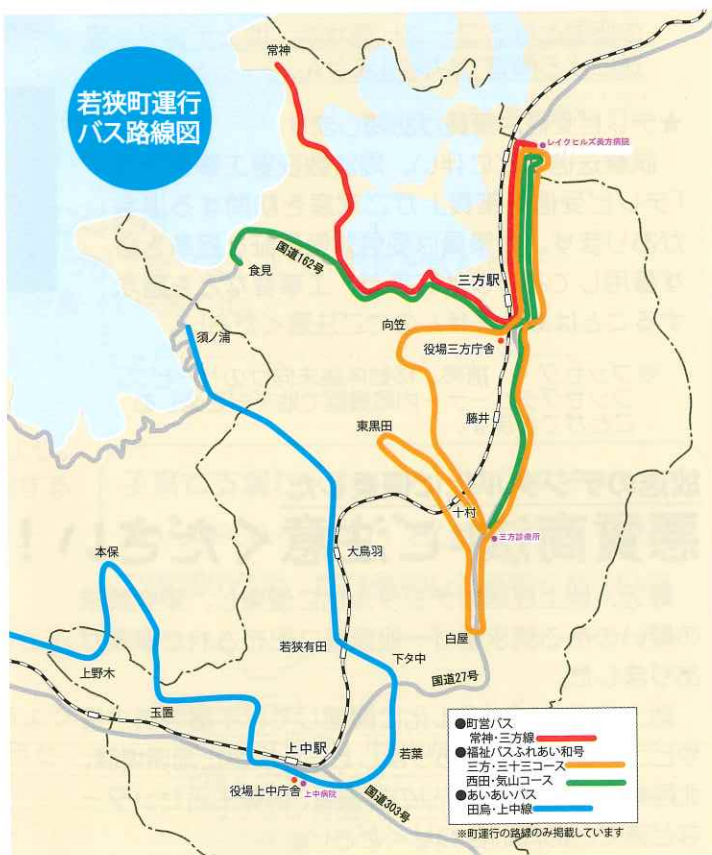 若狭町運行
バス路線図
常神
レイクヒルズ美方病院
国道162号
食見
三方駅
向笠
役場三方庁舎
須ノ浦
藤井
東黒田
十村
三方診療所
大鳥羽
本保
白屋
若狭有田
下タ中
国道27号
上野木
玉置
上中駅
若葉
役場上中庁舎
上中病院
国道303号
●町営バス
常神・三方線
●福祉バスふれあい和号
三方・三十三コース
西田・気山コース
●あいあいバス
田烏・上中線
※町運行の路線のみ掲載しています